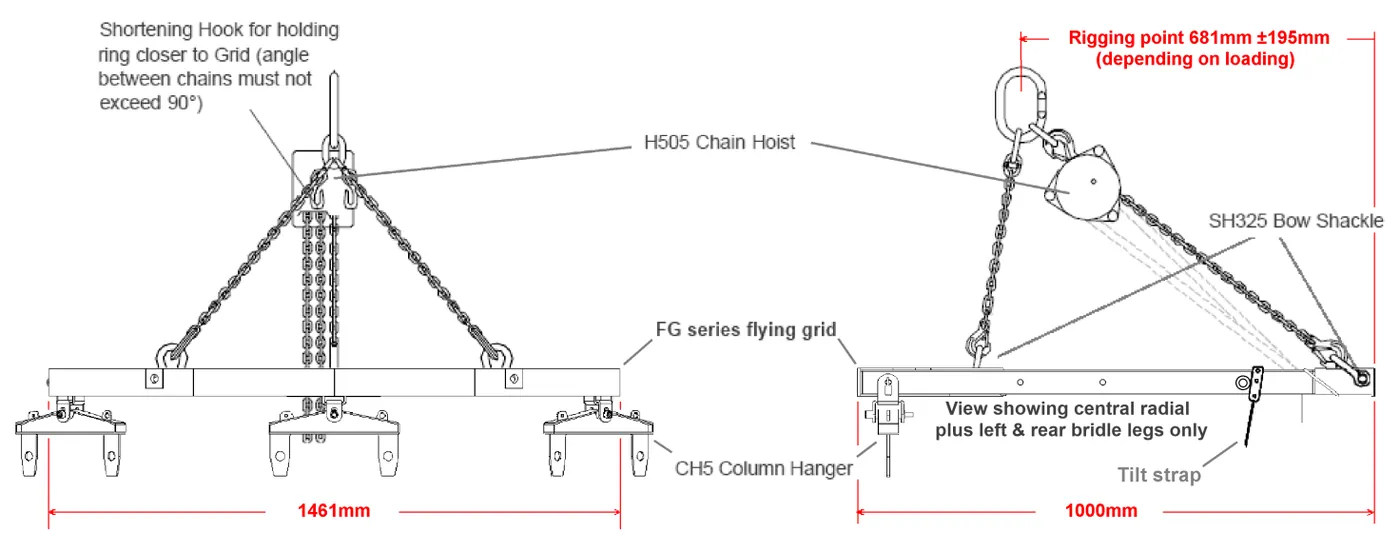 Shortening Hook for holding
ring closer to Grid (angle
between chains must not
exceed 90°)
Rigging point 681mm ±195mm
(depending on loading)
H505 Chain Hoist
SH325 Bow Shackle
FG series flying grid
View showing central radial
plus left & rear bridle legs only
CH5 Column Hanger
Tilt strap
1461mm
1000mm